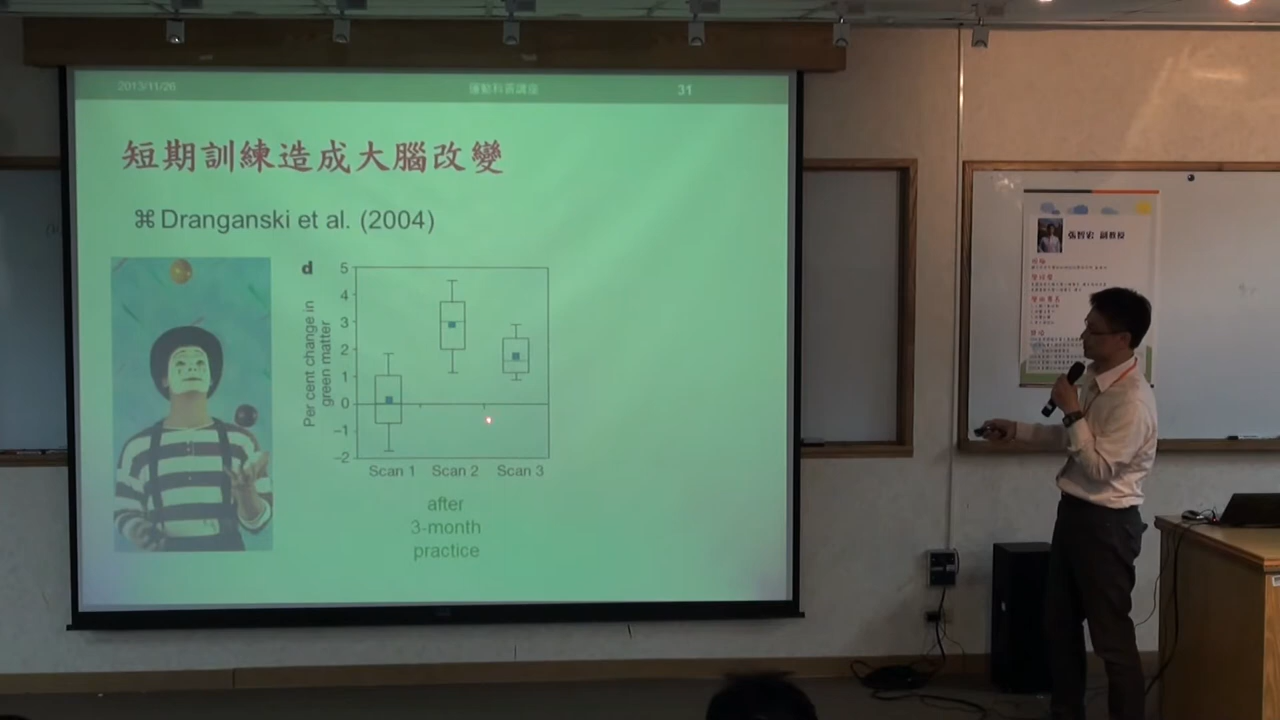 2013/11/26
運動科普講座
31
短期訓練造成大腦改變
⌘Dranganski et al. (2004)
d
Per cent change in
green matter
5
4
3
2
1
0
–1
–2
Scan 1 Scan 2 Scan 3
after
3-month
practice
張智宏 副教授